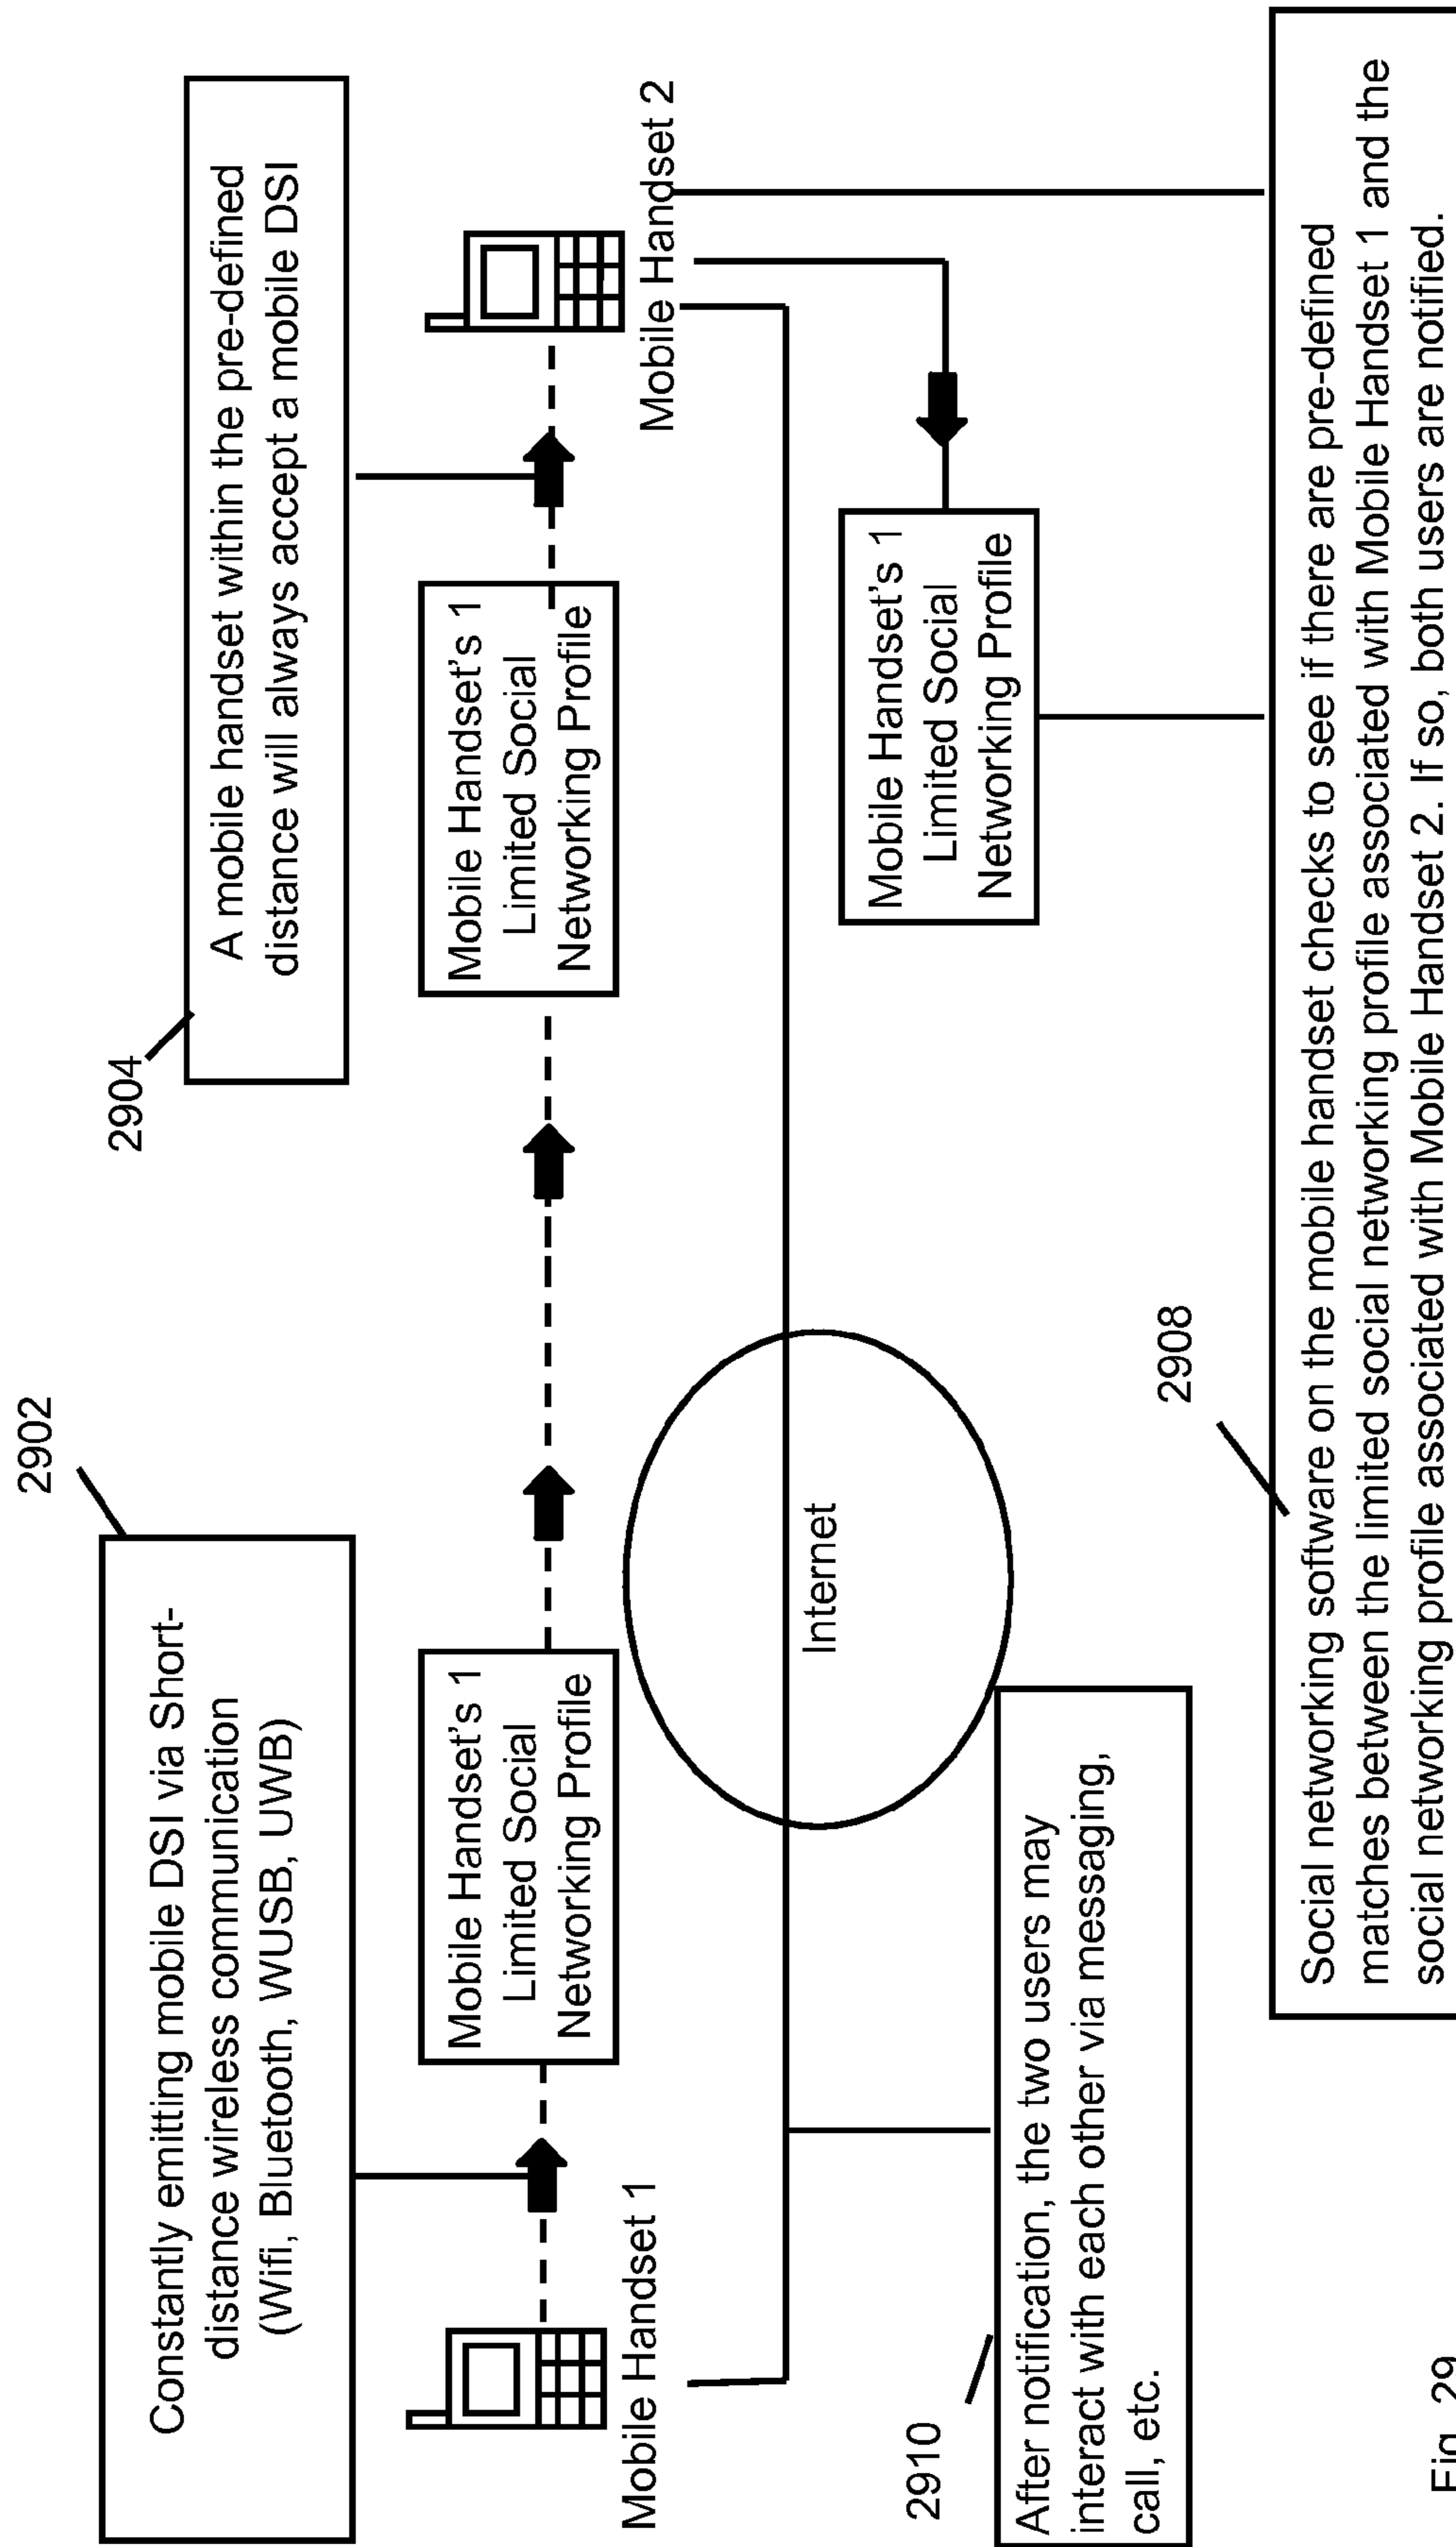 2902
Constantly emitting mobile DSI via Short-
distance wireless communication
(Wifi, Bluetooth, WUSB, UWB)
2904
A mobile handset within the pre-defined
distance will always accept a mobile DSI
Mobile Handset 1
Mobile Handset's 1
Limited Social
Networking Profile
Mobile Handset's 1
Limited Social
Networking Profile
Mobile Handset 2
Internet
Mobile Handset's 1
Limited Social
Networking Profile
2910
After notification, the two users may
interact with each other via messaging,
call, etc.
2908
Social networking software on the mobile handset checks to see if there are pre-defined
matches between the limited social networking profile associated with Mobile Handset 1 and the
social networking profile associated with Mobile Handset 2. If so, both users are notified.
Fig. 29